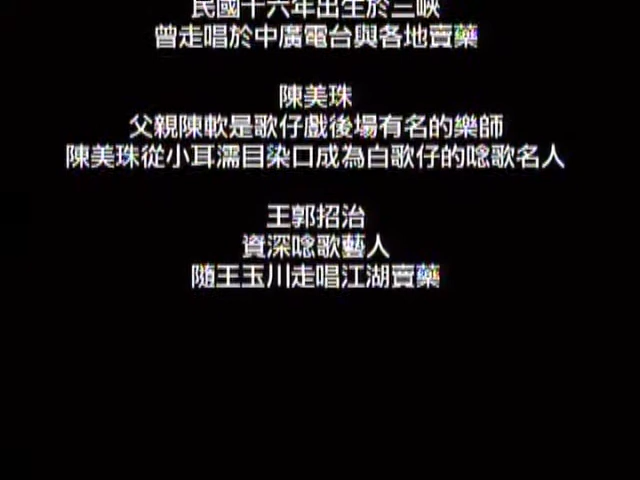 民國十六年出生於三峽
曾走唱於中廣電台與各地賣藥
陳美珠
父親陳軟是歌仔戲後場有名的樂師
陳美珠從小耳濡目染口成為白歌仔的唸歌名人
王郭招治
資深唸歌藝人
隨王玉川走唱江湖賣藥